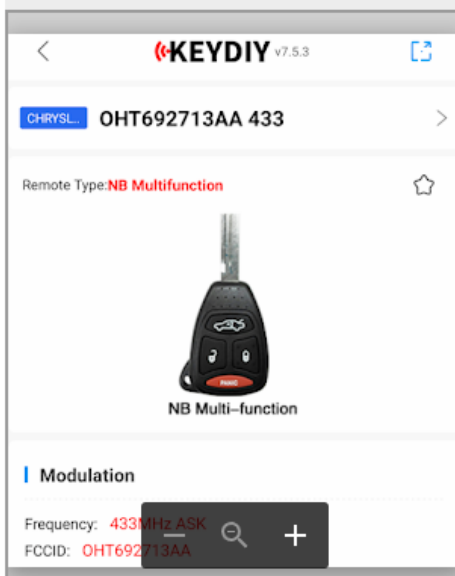 KEYDIY v7.5.3
CHRYSL... OHT692713AA 433
Remote Type:NB Multifunction
PANIC
NB Multi-function
Modulation
Frequency: 433MHz ASK
FCCID: OHT692713AA